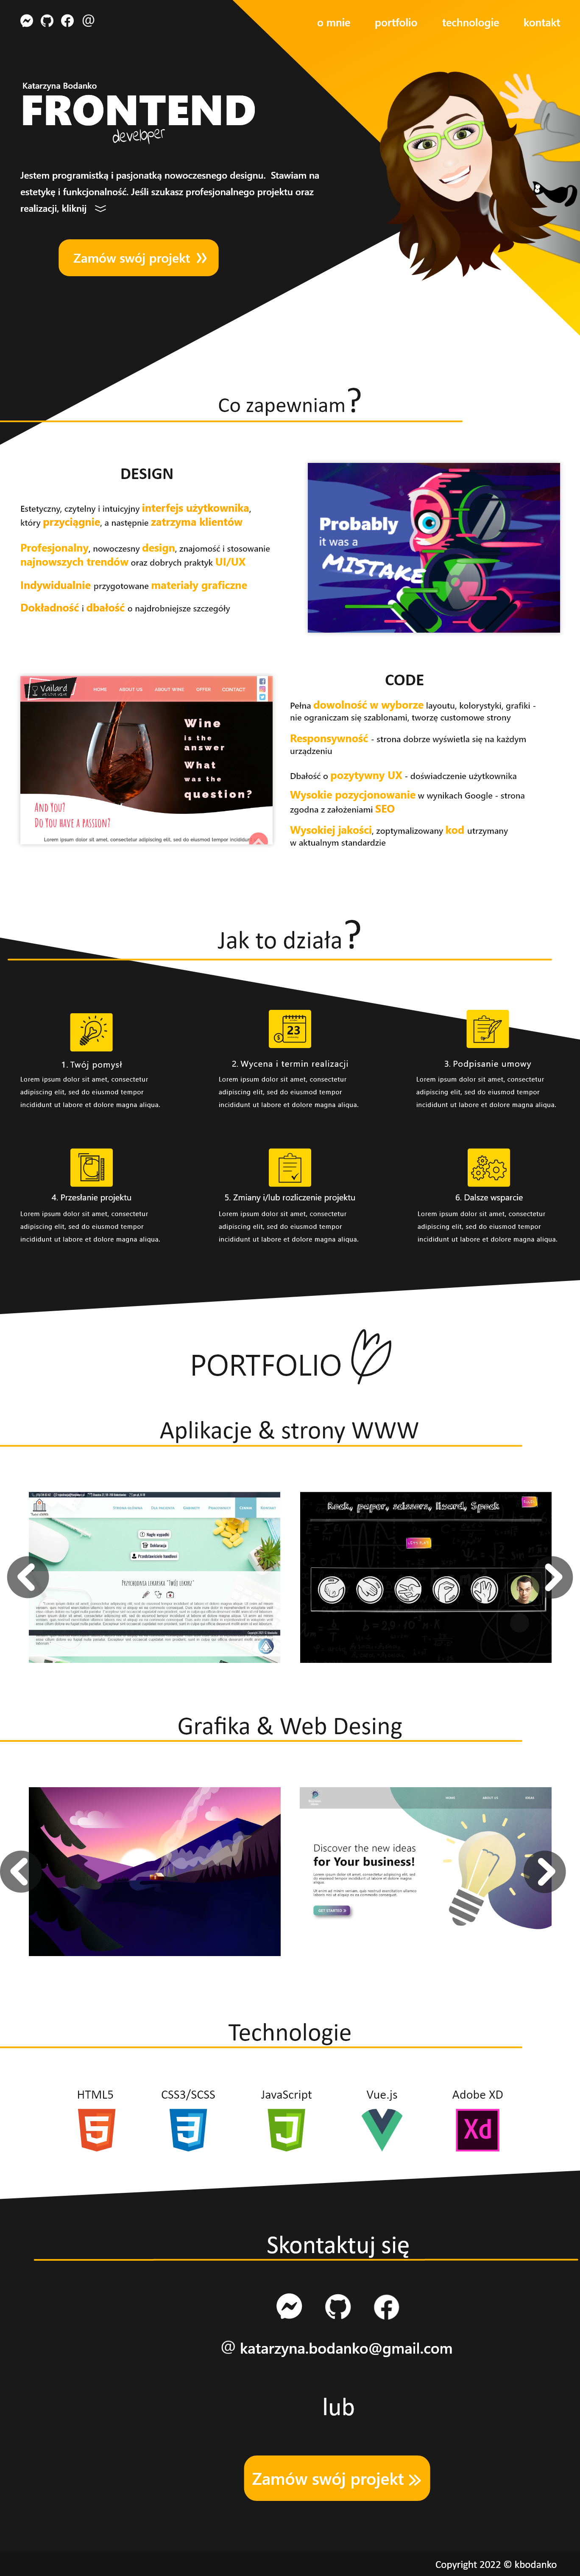 @
o mnie portfolio technologie kontakt
Katarzyna Bodanko
FRONTEND
developer
Jestem programistką i pasjonatką nowoczesnego designu. Stawiam na
estetykę i funkcjonalność. Jeśli szukasz profesjonalnego projektu oraz
realizacji, kliknij
Zamów swój projekt
Co zapewniam?
DESIGN
Estetyczny, czytelny i intuicyjny interfejs użytkownika,
który przyciągnie, a następnie zatrzyma klientów
Profesjonalny, nowoczesny design, znajomość i stosowanie
najnowszych trendów oraz dobrych praktyk UI/UX
Indywidualnie przygotowane materiały graficzne
Dokładność i dbałość o najdrobniejsze szczegóły
Probably
it was a
MISTAKE
Vailard
HOME ABOUT US ABOUT WINE OFFER CONTACT
Wine
is the
answer
What
was the
question?
And You?
Do You have a passion?
Lorem ipsum dolor sit amet, consectetur adipiscing elit, sed do eiusmod tempor incididunt
CODE
Pełna dowolność w wyborze layoutu, kolorystyki, grafiki -
nie ograniczam się szablonami, tworzę customowe strony
Responsywność - strona dobrze wyświetla się na każdym
urządzeniu
Dbałość o pozytywny UX - doświadczenie użytkownika
Wysokie pozycjonowanie w wynikach Google - strona
zgodna z założeniami SEO
Wysokiej jakości, zoptymalizowany kod utrzymany
w aktualnym standardzie
Jak to działa?
1. Twój pomysł
Lorem ipsum dolor sit amet, consectetur
adipiscing elit, sed do eiusmod tempor
incididunt ut labore et dolore magna aliqua.
23
2. Wycena i termin realizacji
Lorem ipsum dolor sit amet, consectetur
adipiscing elit, sed do eiusmod tempor
incididunt ut labore et dolore magna aliqua.
3. Podpisanie umowy
Lorem ipsum dolor sit amet, consectetur
adipiscing elit, sed do eiusmod tempor
incididunt ut labore et dolore magna aliqua.
4. Przesłanie projektu
Lorem ipsum dolor sit amet, consectetur
adipiscing elit, sed do eiusmod tempor
incididunt ut labore et dolore magna aliqua.
5. Zmiany i/lub rozliczenie projektu
Lorem ipsum dolor sit amet, consectetur
adipiscing elit, sed do eiusmod tempor
incididunt ut labore et dolore magna aliqua.
6. Dalsze wsparcie
Lorem ipsum dolor sit amet, consectetur
adipiscing elit, sed do eiusmod tempor
incididunt ut labore et dolore magna aliqua.
PORTFOLIO
Aplikacje & strony WWW
Nagłe wypadki
Deklaracja
Przedstawiciele handlowi
Przychodnia lekarska "Twój lekarz"
Rock, paper, scissors, lizard, Spock
Grafika & Web Desing
HOME ABOUT US IDEAS
Discover the new ideas
for Your business!
GET STARTED
Technologie
HTML5 CSS3/SCSS JavaScript Vue.js Adobe XD
Xd
Skontaktuj się
@ katarzyna.bodanko@gmail.com
lub
Zamów swój projekt
Copyright 2022 © kbodanko